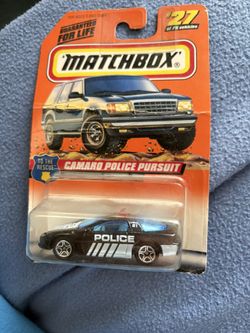 GUARANTEED
FOR LIFE
MATCHBOX®
#27
OF 75 vehicles
TO THE
RESCUE
CAMARO POLICE PURSUIT
POLICE